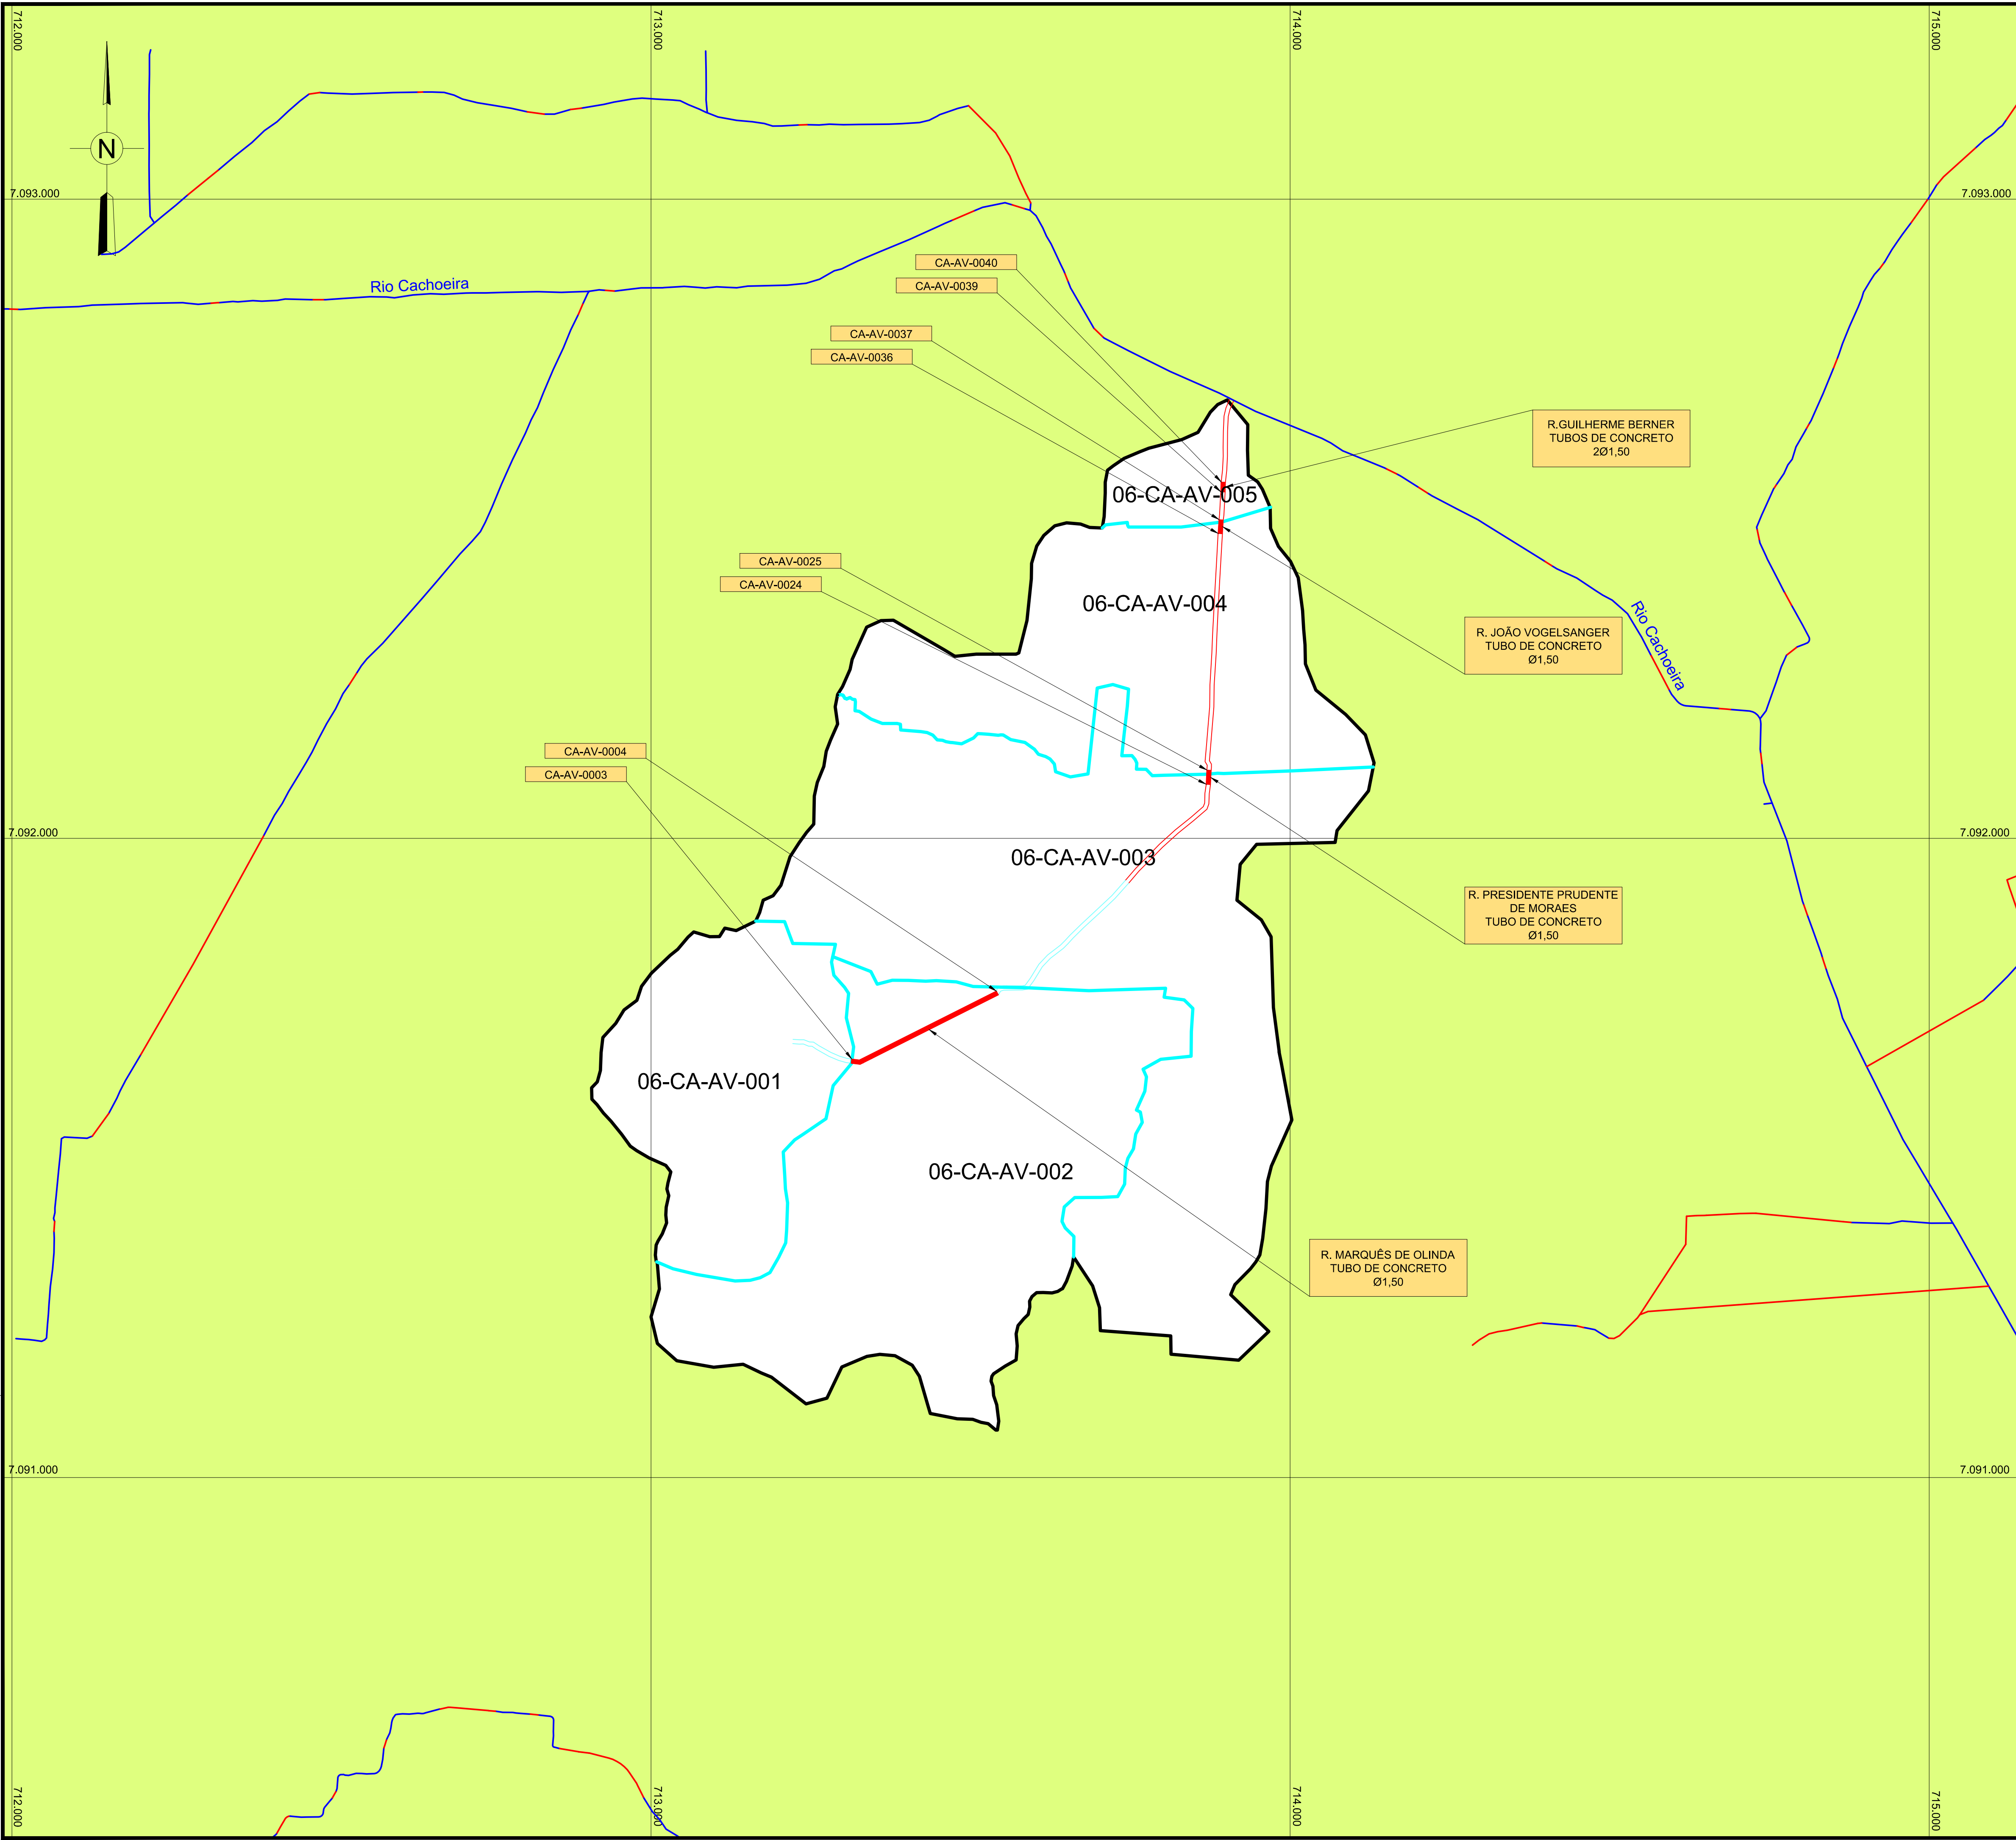 712.000
713.000
714.000
715.000
N
7.093.000
7.093.000
CA-AV-0040
CA-AV-0039
Rio Cachoeira
CA-AV-0037
CA-AV-0036
R.GUILHERME BERNER
TUBOS DE CONCRETO
2Ø1,50
06-CA-AV-005
CA-AV-0025
CA-AV-0024
06-CA-AV-004
Rio Cachoeira
R. JOÃO VOGELSANGER
TUBO DE CONCRETO
Ø1,50
CA-AV-0004
CA-AV-0003
7.092.000
7.092.000
06-CA-AV-003
R. PRESIDENTE PRUDENTE
DE MORAES
TUBO DE CONCRETO
Ø1,50
06-CA-AV-001
06-CA-AV-002
R. MARQUÊS DE OLINDA
TUBO DE CONCRETO
Ø1,50
7.091.000
7.091.000
712.000
713.000
714.000
715.000